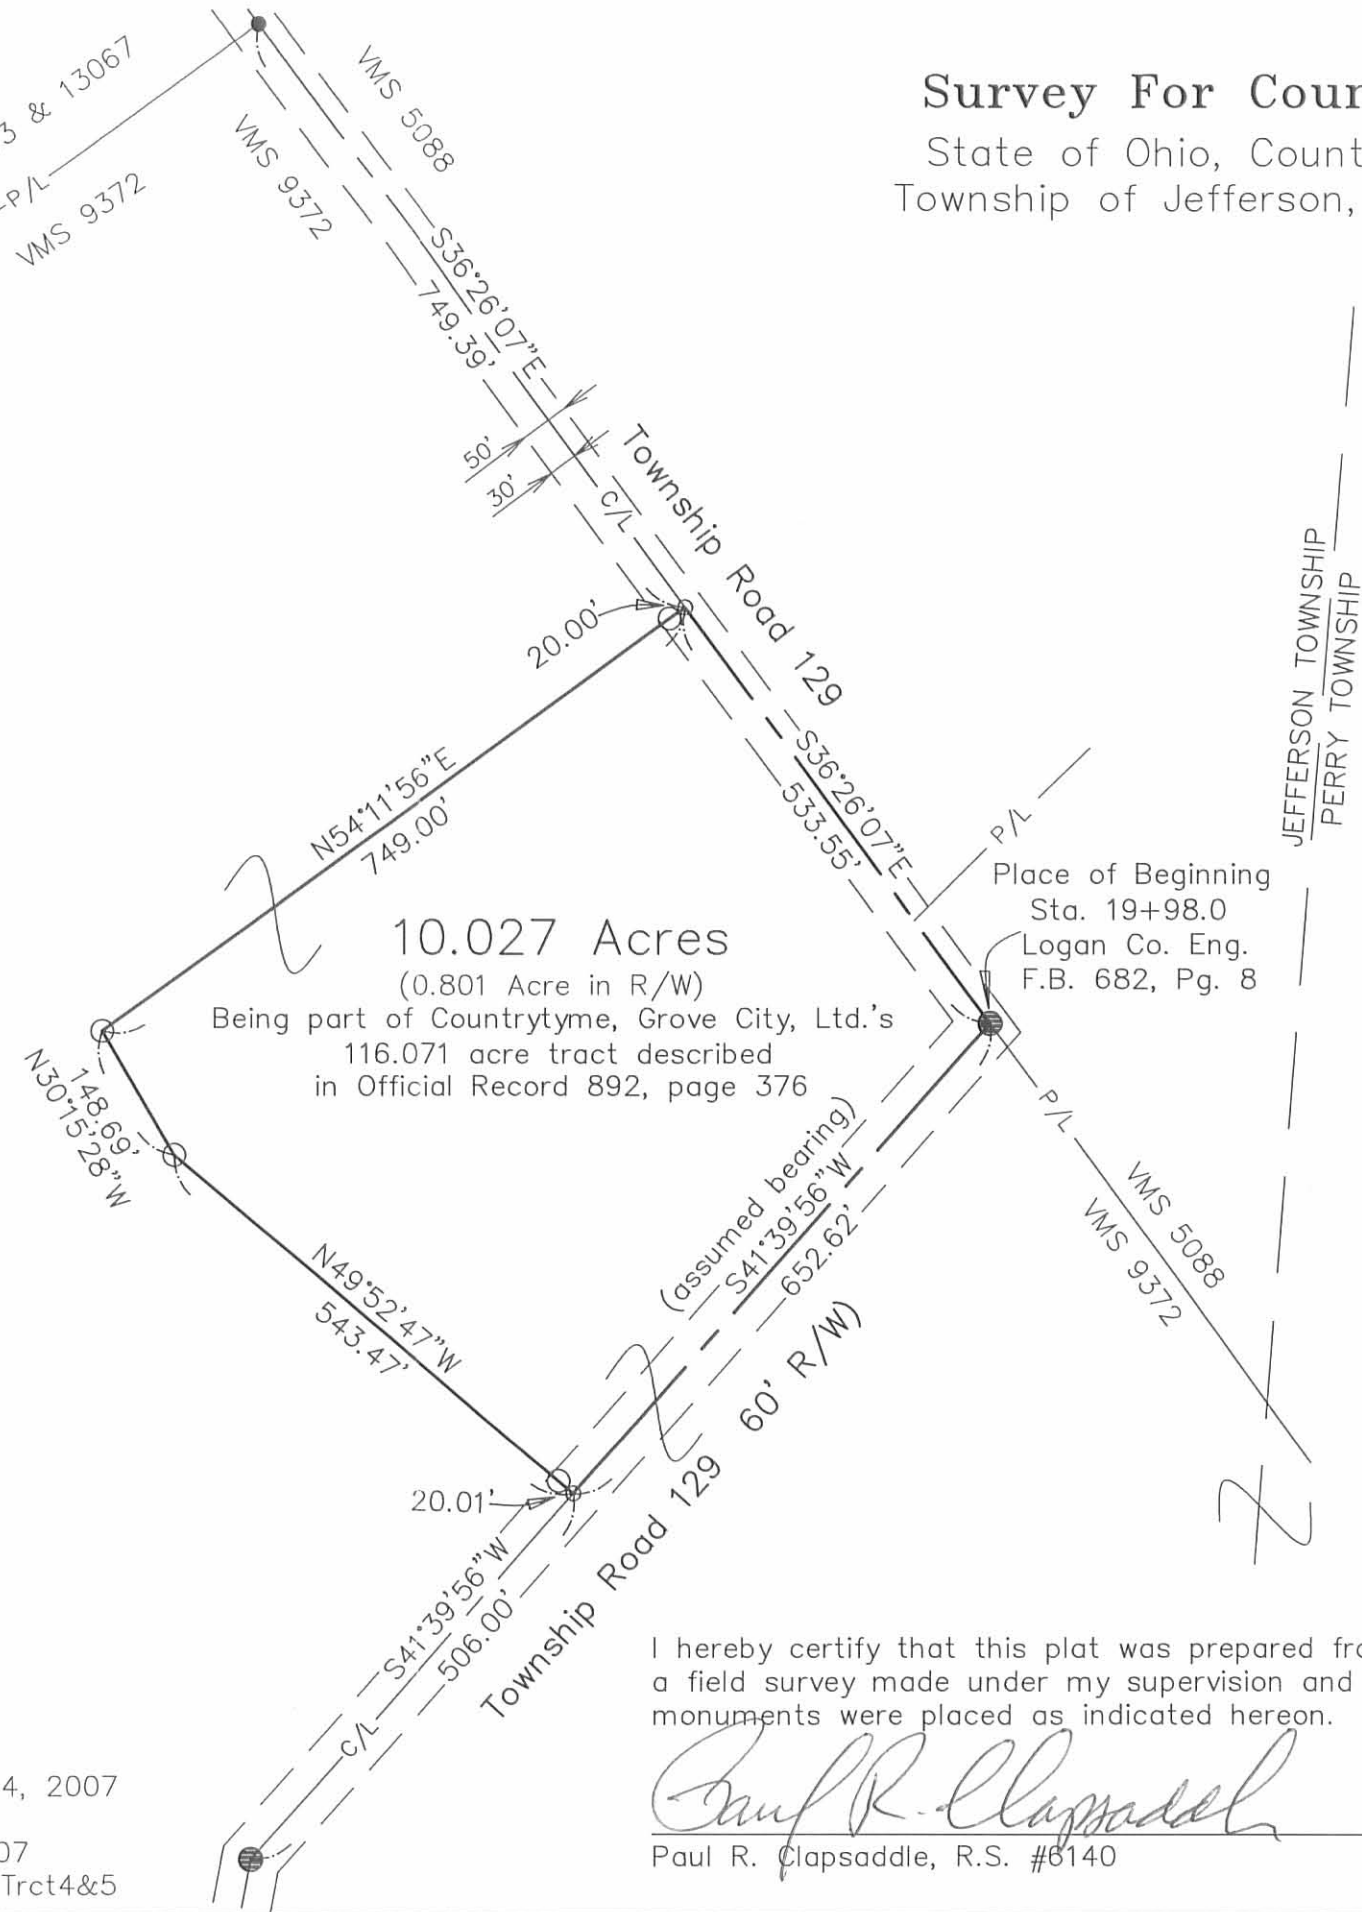 Survey For
State of Ohio,
Township of Jefferson,
& 13067
P/L
VMS 9372
VMS 5088
VMS 9372
S36°26'07"E
749.39'
50'
30'
C/L
Township Road 129
20.00'
N54°11'56"E
749.00'
S36°26'07"E
533.55'
P/L
JEFFERSON TOWNSHIP
PERRY TOWNSHIP
Place of Beginning
Sta. 19+98.0
Logan Co. Eng.
F.B. 682, Pg. 8
10.027 Acres
(0.801 Acre in R/W)
Being part of Countrytyme, Grove City, Ltd.'s
116.071 acre tract described
in Official Record 892, page 376
148.69'
N30°15'28"W
(assumed bearing)
S41°39'56"W
652.62'
P/L
VMS 5088
VMS 9372
N49°52'47"W
543.47'
20.01'
Township Road 129 60' R/W)
S41°39'56"W
506.00'
C/L
I hereby certify that this plat was prepared
a field survey made under my supervision and
monuments were placed as indicated hereon.
Paul R. Clapsaddle
Paul R. Clapsaddle, R.S. #6140
4, 2007
07
Trct4&5